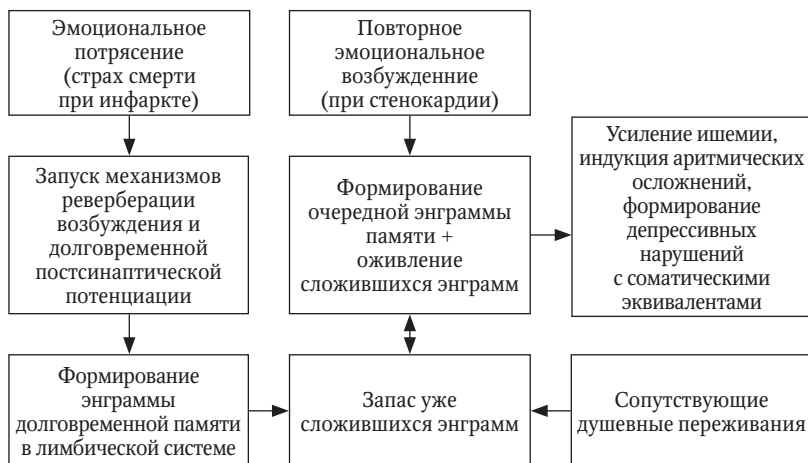 Эмоциональное
потрясение
(страх смерти
при инфаркте)
Повторное
эмоциональное
возбужденние
(при стенокардии)
Запуск механизмов
реверберации
возбуждения и
долговременной
постсинаптической
потенциации
Формирование
очередной энграммы
памяти +
оживление
сложившихся энграмм
Усиление ишемии,
индукция аритмических
осложнений,
формирование
депрессивных
нарушений
с соматическими
эквивалентами
Формирование
энграммы
долговременной памяти
в лимбической системе
Запас уже
сложившихся энграмм
Сопутствующие
душевные переживания